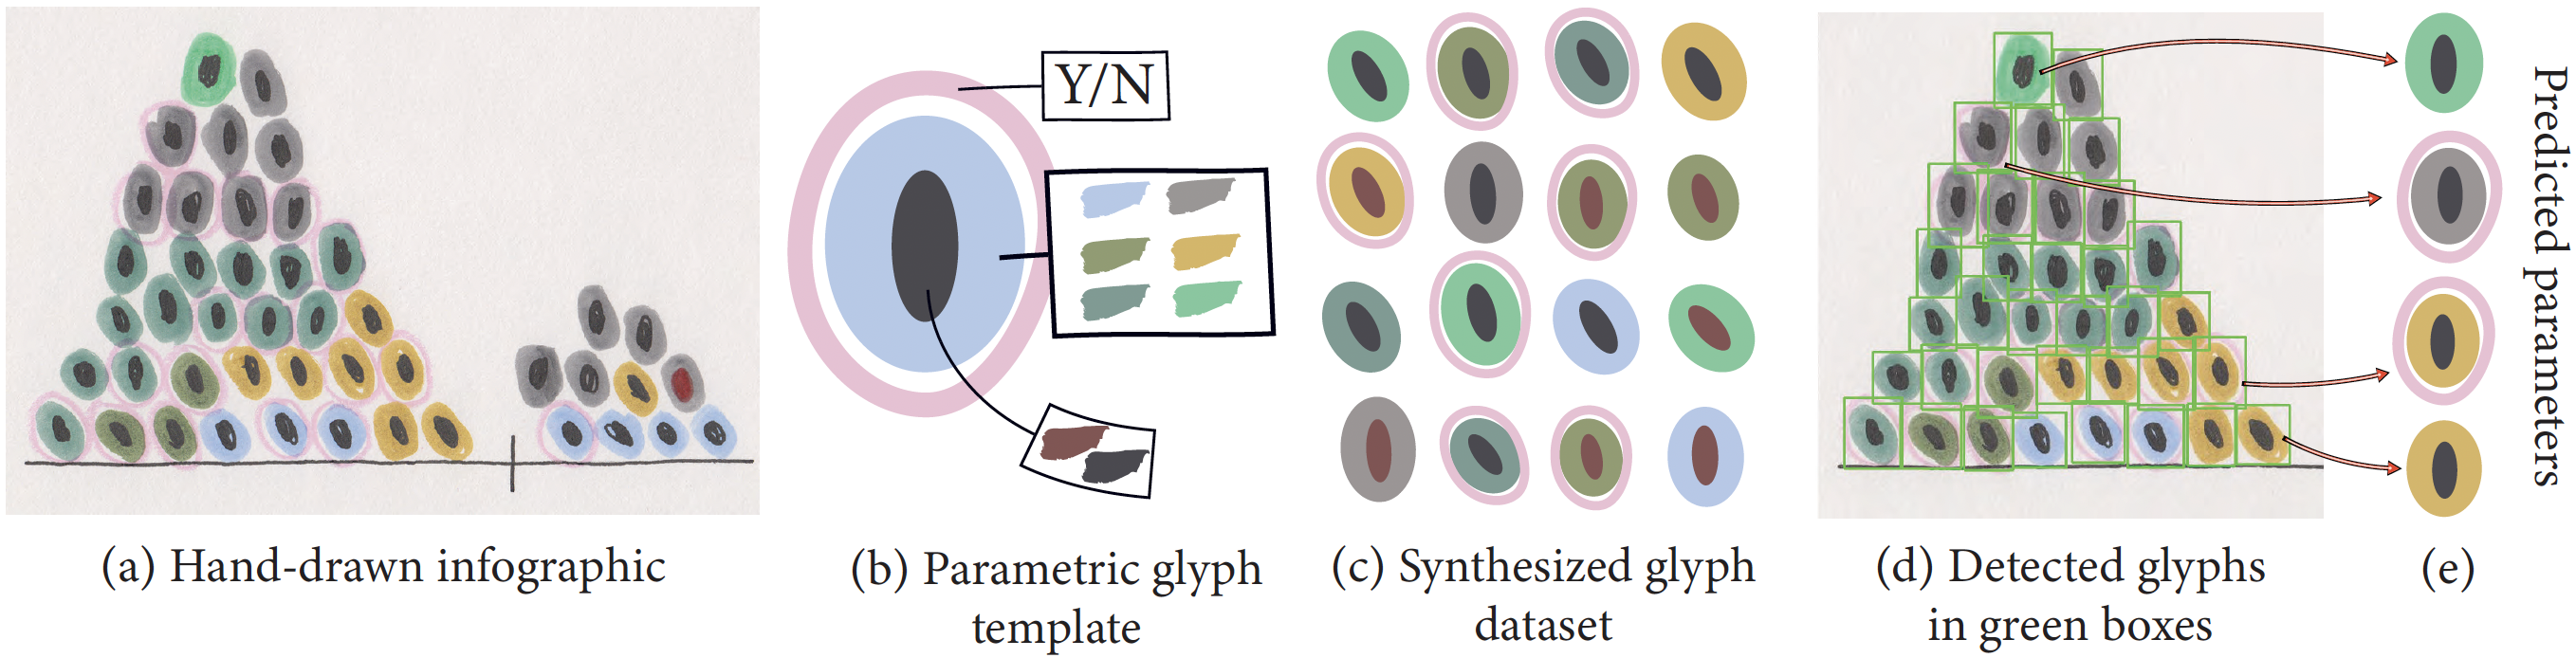 Y/N
Predicted parameters
(a) Hand-drawn infographic
(b) Parametric glyph
template
(c) Synthesized glyph
dataset
(d) Detected glyphs
in green boxes
(e)